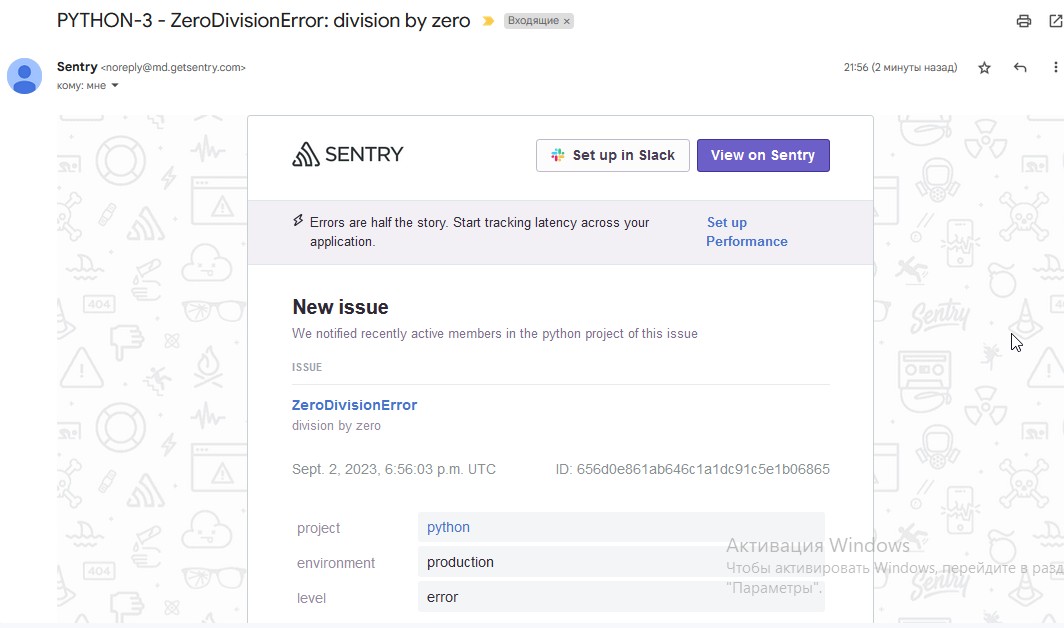 PYTHON-3 - ZeroDivisionError: division by zero Входящие ×
Sentry <noreply@md.getsentry.com> 21:56 (2 минуты назад)
кому: мне
SENTRY Set up in Slack View on Sentry
Errors are half the story. Start tracking latency across your Set up
application. Performance
New issue
We notified recently active members in the python project of this issue
ISSUE
ZeroDivisionError
division by zero
Sept. 2, 2023, 6:56:03 p.m. UTC ID: 656d0e861ab646c1a1dc91c5e1b06865
project python
environment production
level error
Активация Windows
Чтобы активировать Windows, перейдите в разд
"Параметры".
404
Sentry
404
Sentry